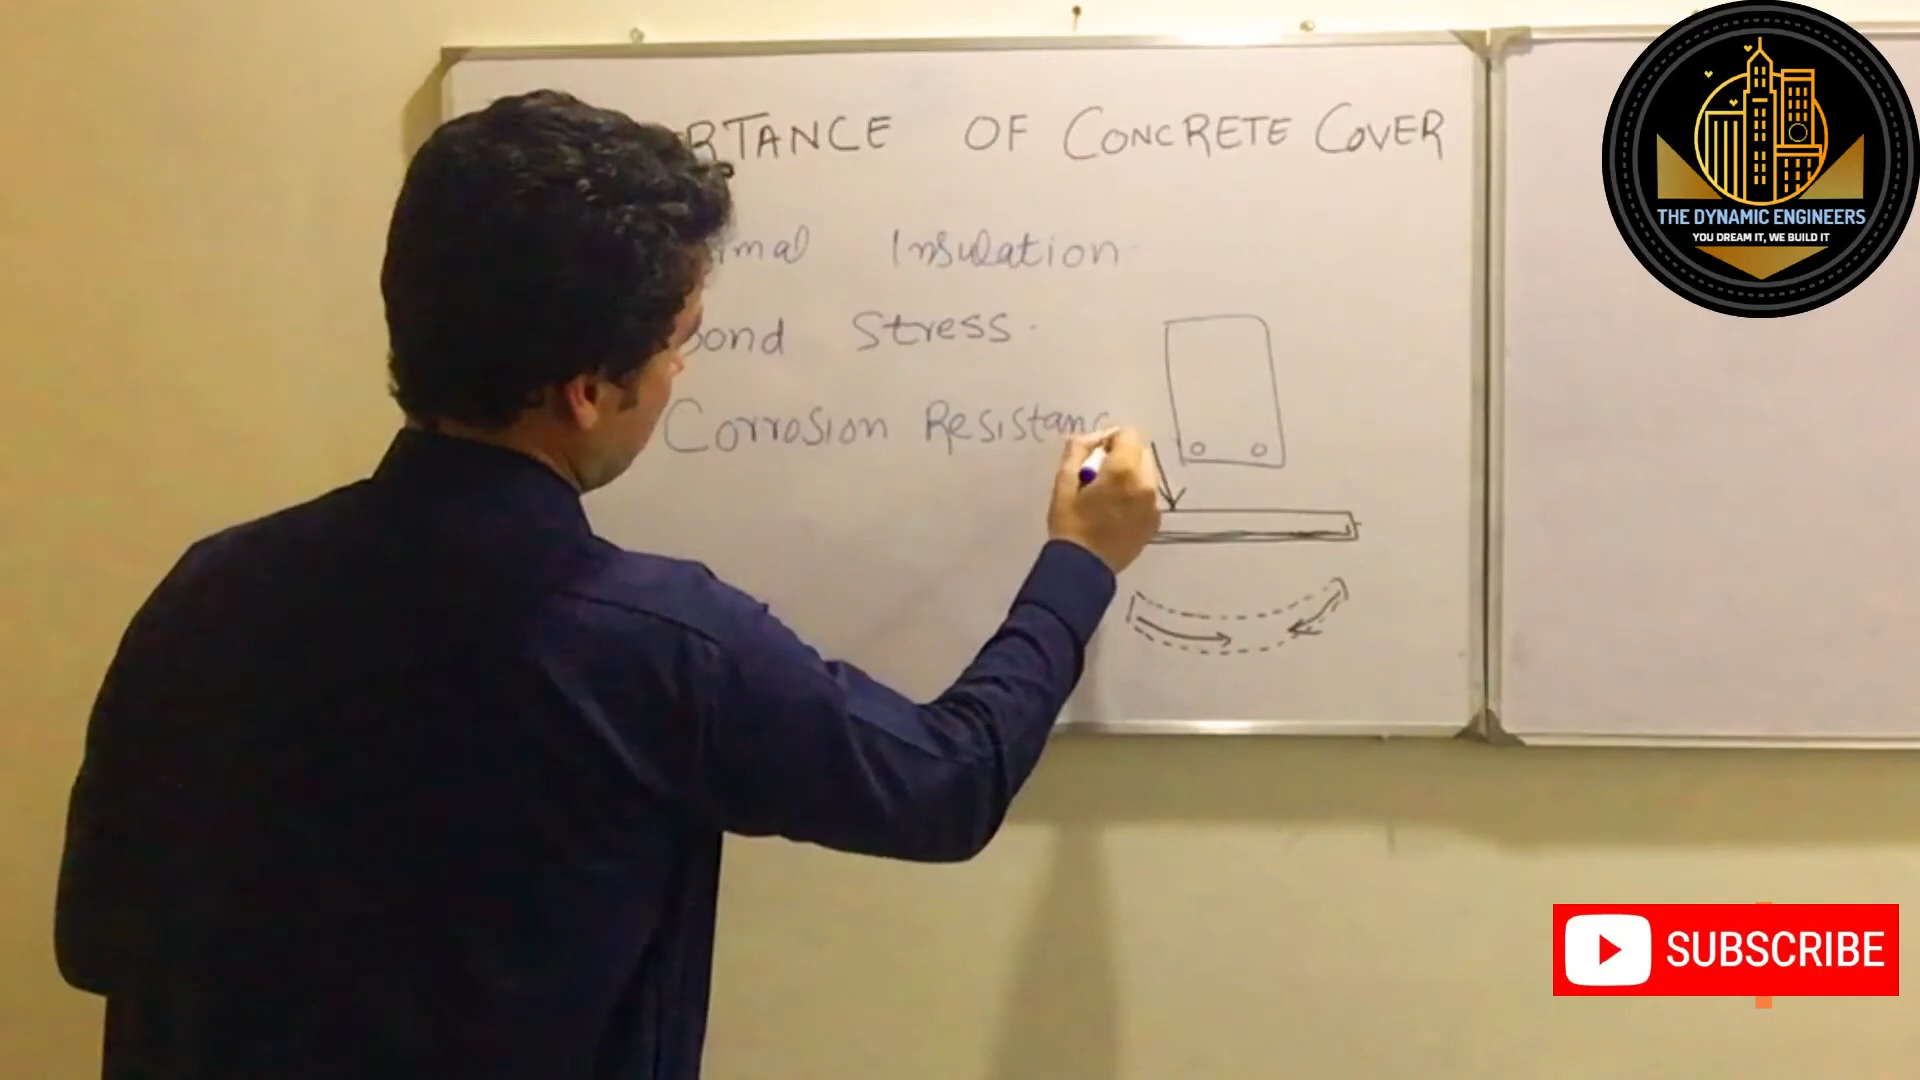 RTANCE OF CONCRETE COVER
mal Insulation
Bond Stress.
Corrosion Resistanc
THE DYNAMIC ENGINEERS
YOU DREAM IT, WE BUILD IT
SUBSCRIBE